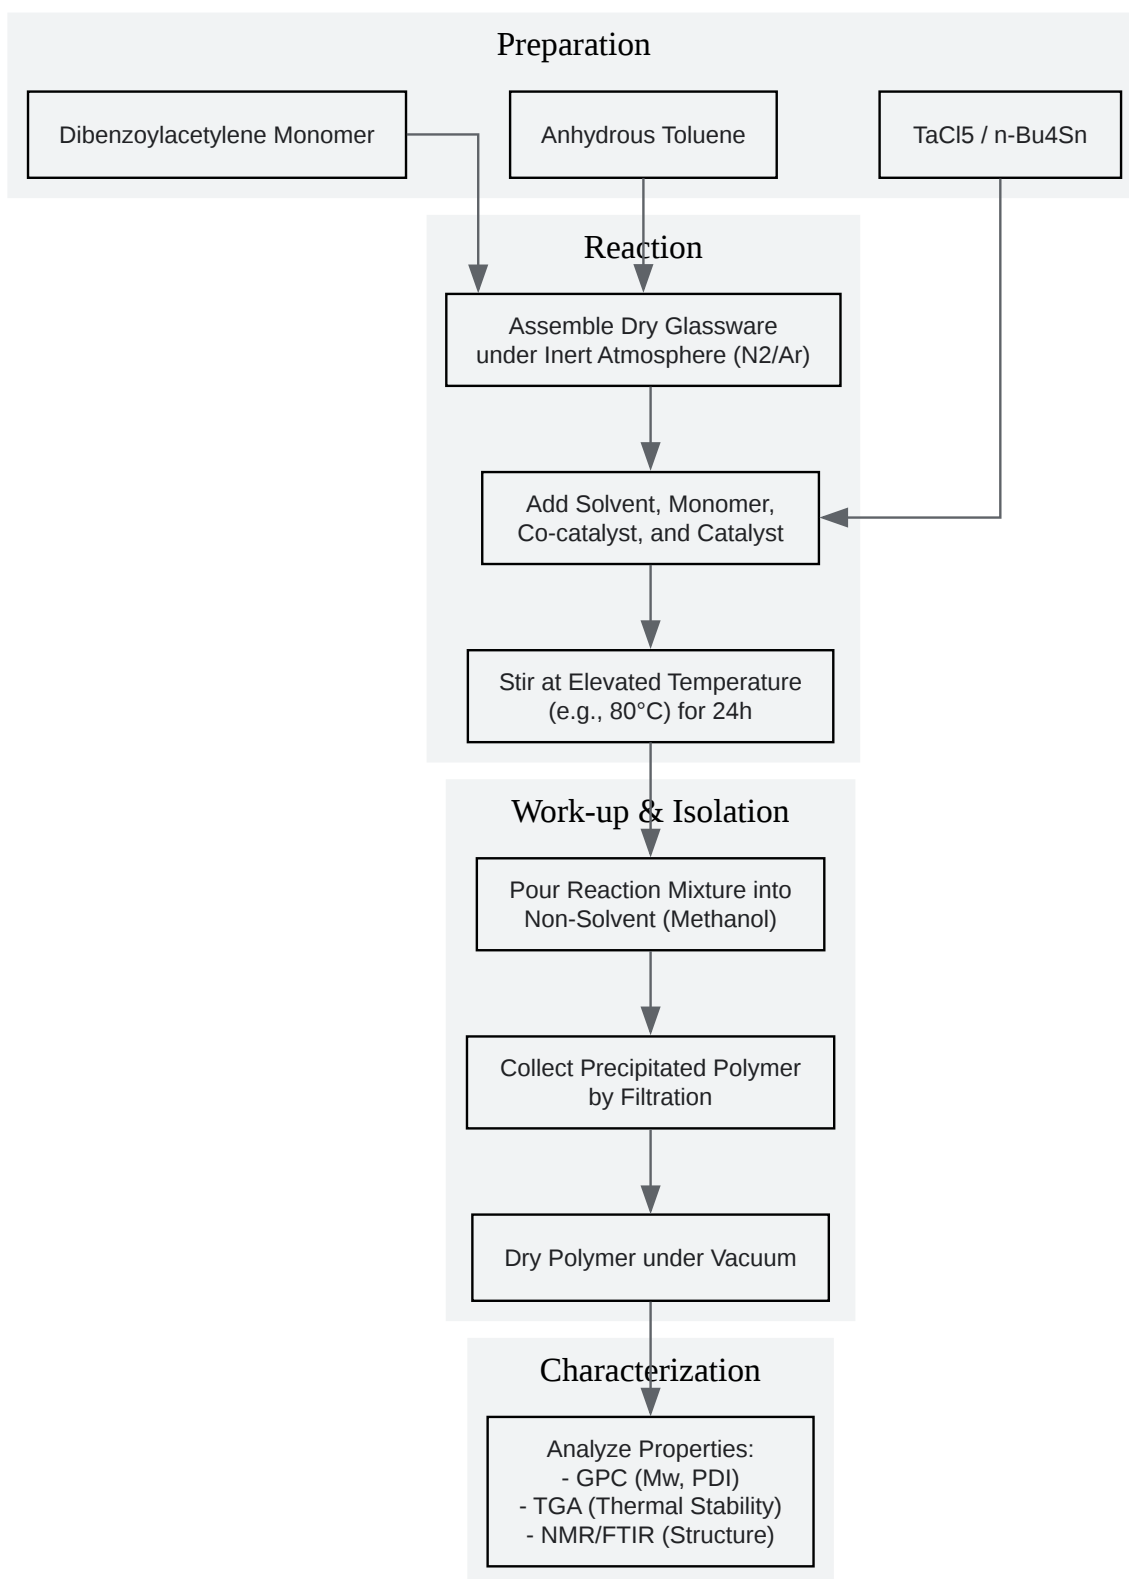 Preparation
Dibenzoylacetylene Monomer
Anhydrous Toluene
TaCl5 / n-Bu4Sn
Reaction
Assemble Dry Glassware
under Inert Atmosphere (N2/Ar)
Add Solvent, Monomer,
Co-catalyst, and Catalyst
Stir at Elevated Temperature
(e.g., 80°C) for 24h
Work-up & Isolation
Pour Reaction Mixture into
Non-Solvent (Methanol)
Collect Precipitated Polymer
by Filtration
Dry Polymer under Vacuum
Characterization
Analyze Properties:
- GPC (Mw, PDI)
- TGA (Thermal Stability)
- NMR/FTIR (Structure)